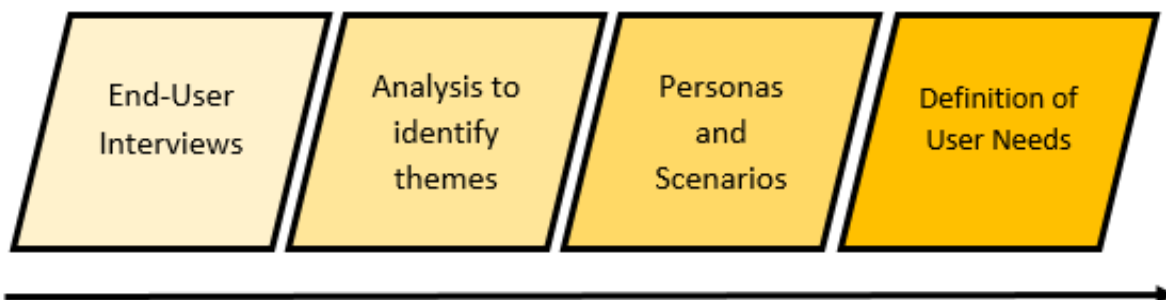 End-User
Interviews
Analysis to
identify
themes
Personas
and
Scenarios
Definition of
User Needs